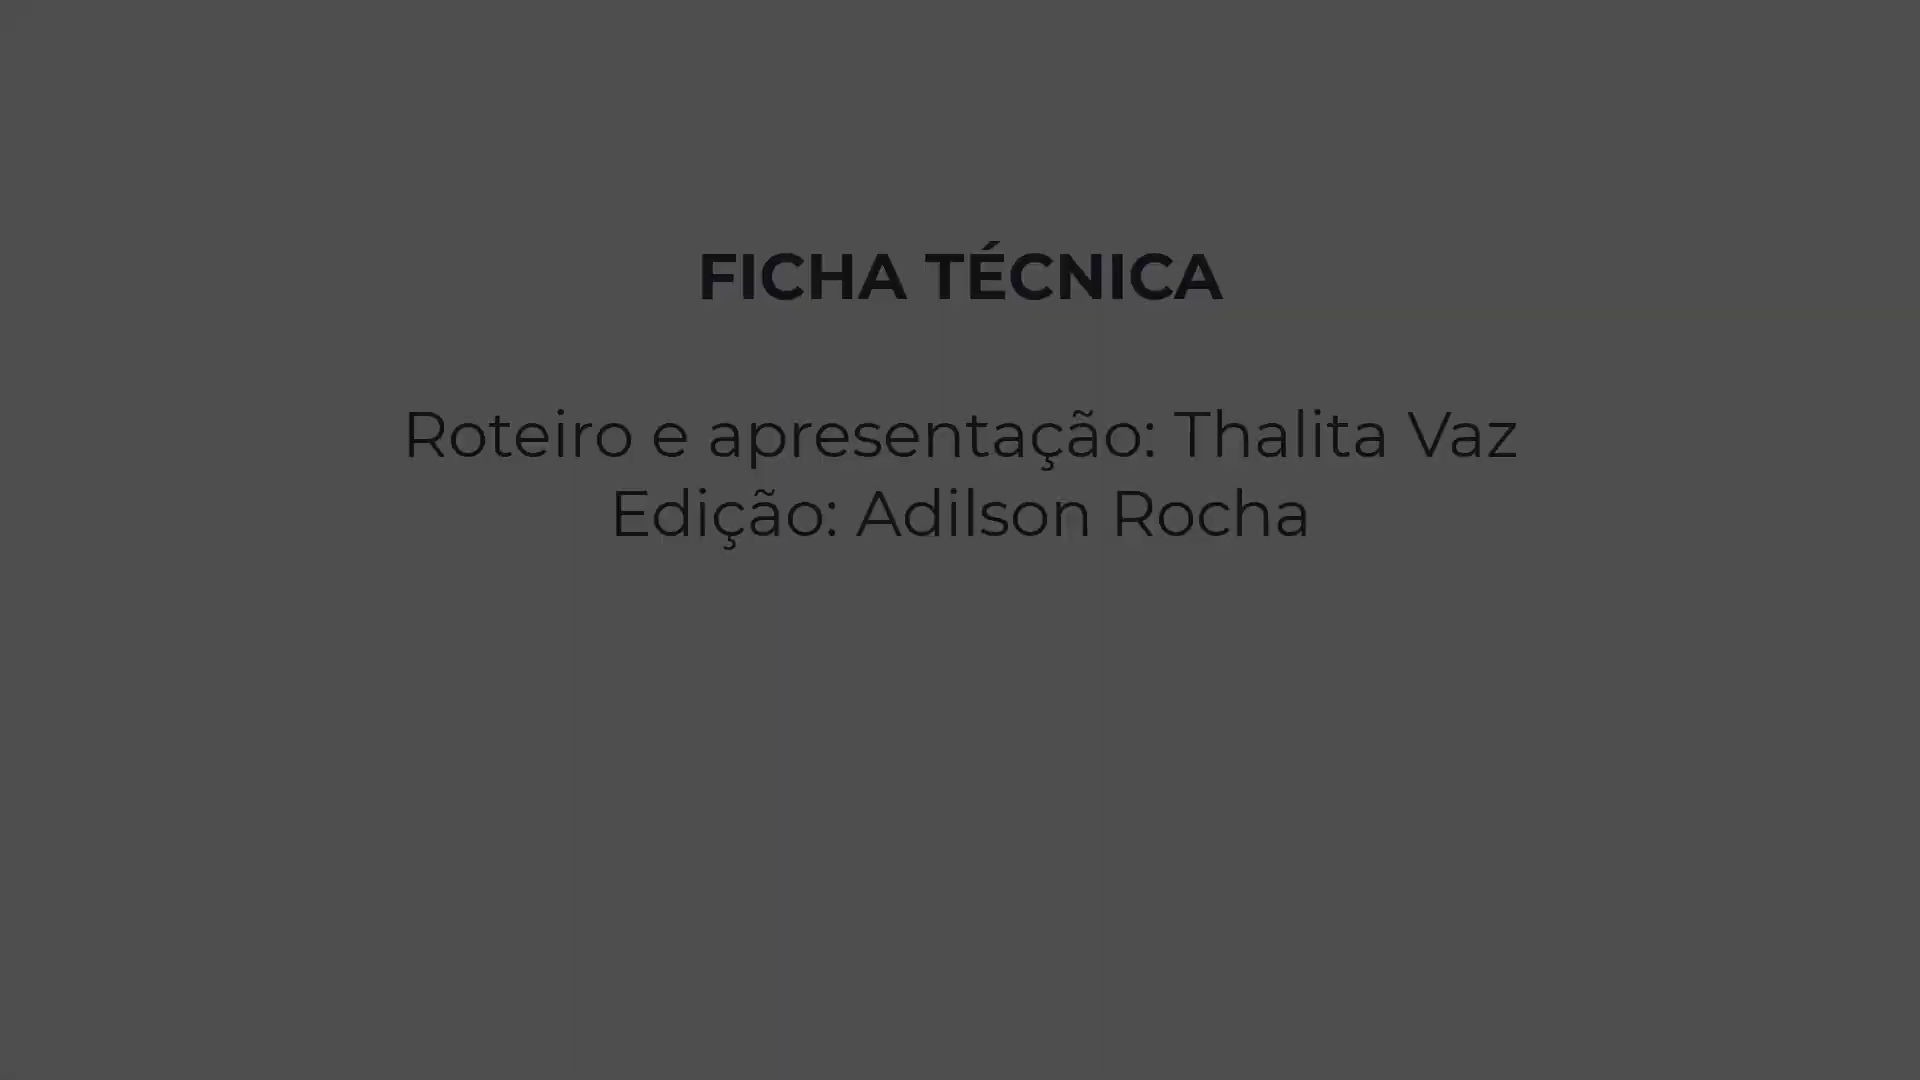 FICHA TÉCNICA
Roteiro e apresentação: Thalita Vaz
Edição: Adilson Rocha